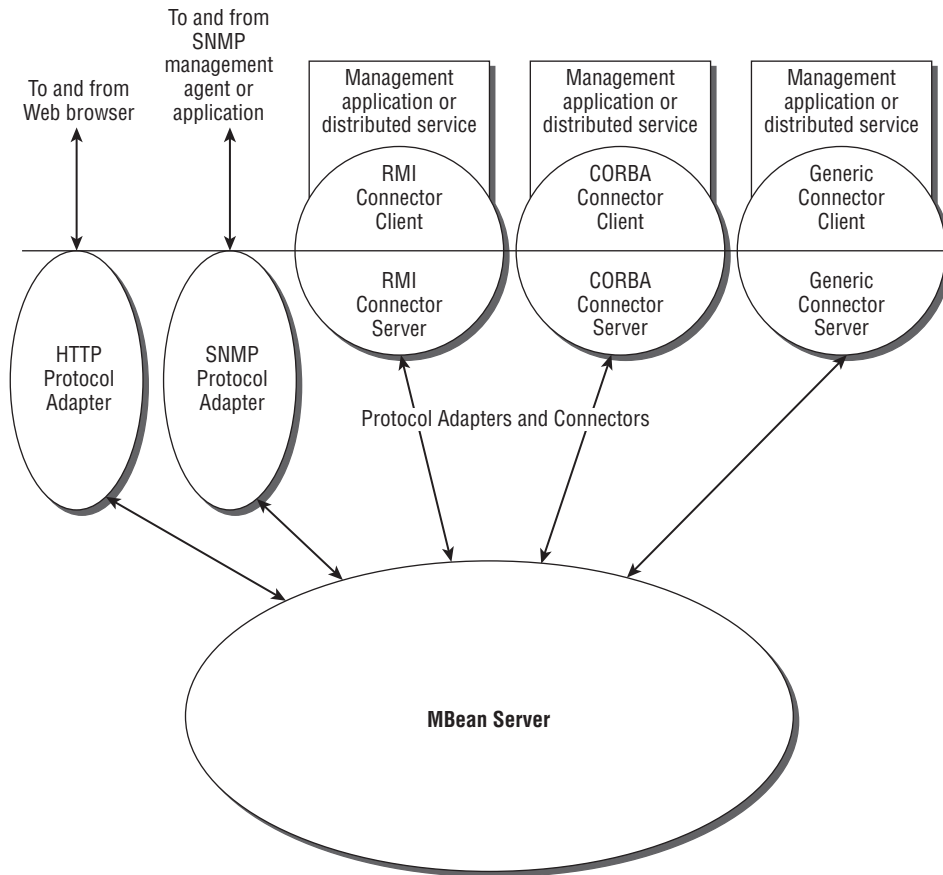 To and from
Web browser
To and from
SNMP
management
agent or
application
Management
application or
distributed service
RMI
Connector
Client
Management
application or
distributed service
CORBA
Connector
Client
Management
application or
distributed service
Generic
Connector
Client
HTTP
Protocol
Adapter
SNMP
Protocol
Adapter
RMI
Connector
Server
CORBA
Connector
Server
Generic
Connector
Server
Protocol Adapters and Connectors
MBean Server